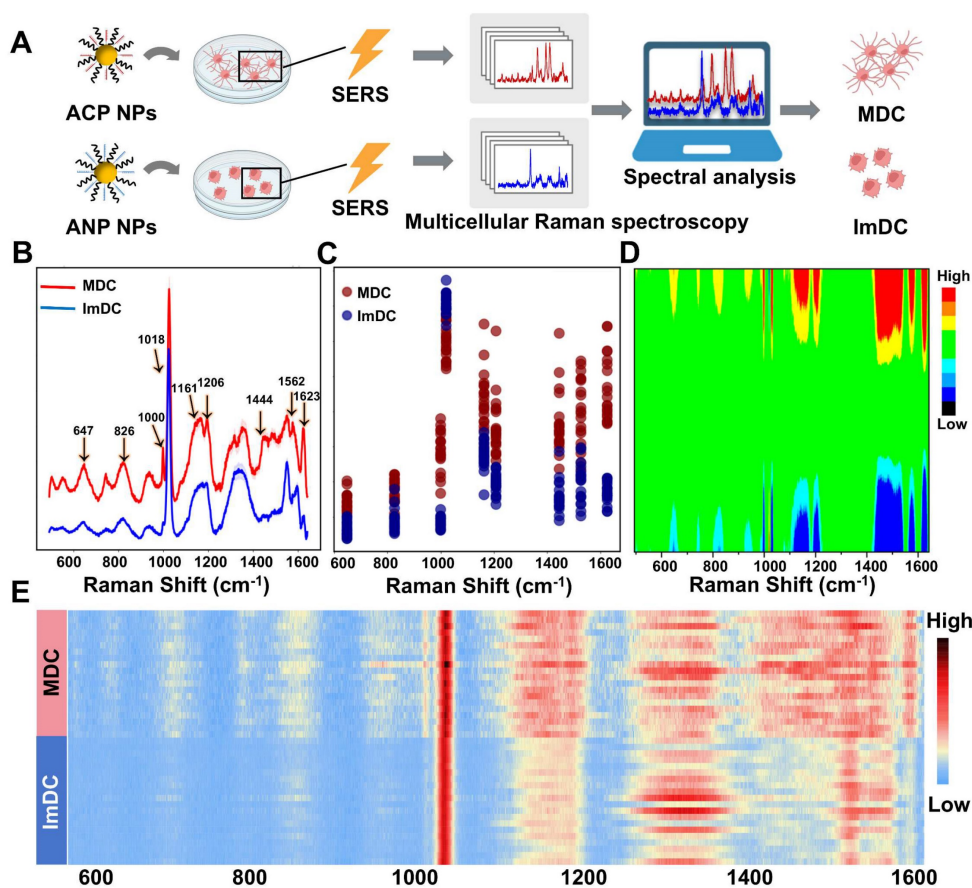 A
ACP NPs
SERS
MDC
ANP NPs
SERS
Multicellular Raman spectroscopy
Spectral analysis
ImDC
B
MDC
ImDC
1018
1161
1206
1000
647
826
1444
1562
1623
600 800 1000 1200 1400 1600
Raman Shift (cm⁻¹)
C
MDC
ImDC
600 800 1000 1200 1400 1600
Raman Shift (cm⁻¹)
D
High
Low
600 800 1000 1200 1400 1600
Raman Shift (cm⁻¹)
E
MDC
ImDC
High
Low
600 800 1000 1200 1400 1600